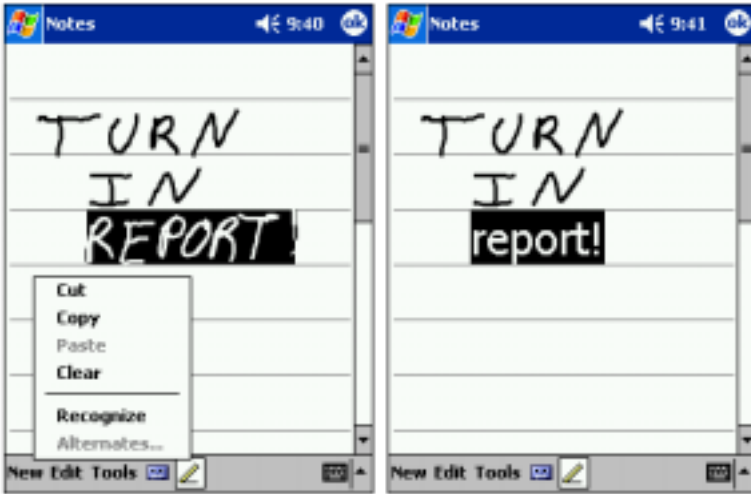 Notes 9:40 ok
TURN
IN
REPORT!
Cut
Copy
Paste
Clear
Recognize
Alternates...
New Edit Tools
Notes 9:41 ok
TURN
IN
report!
New Edit Tools